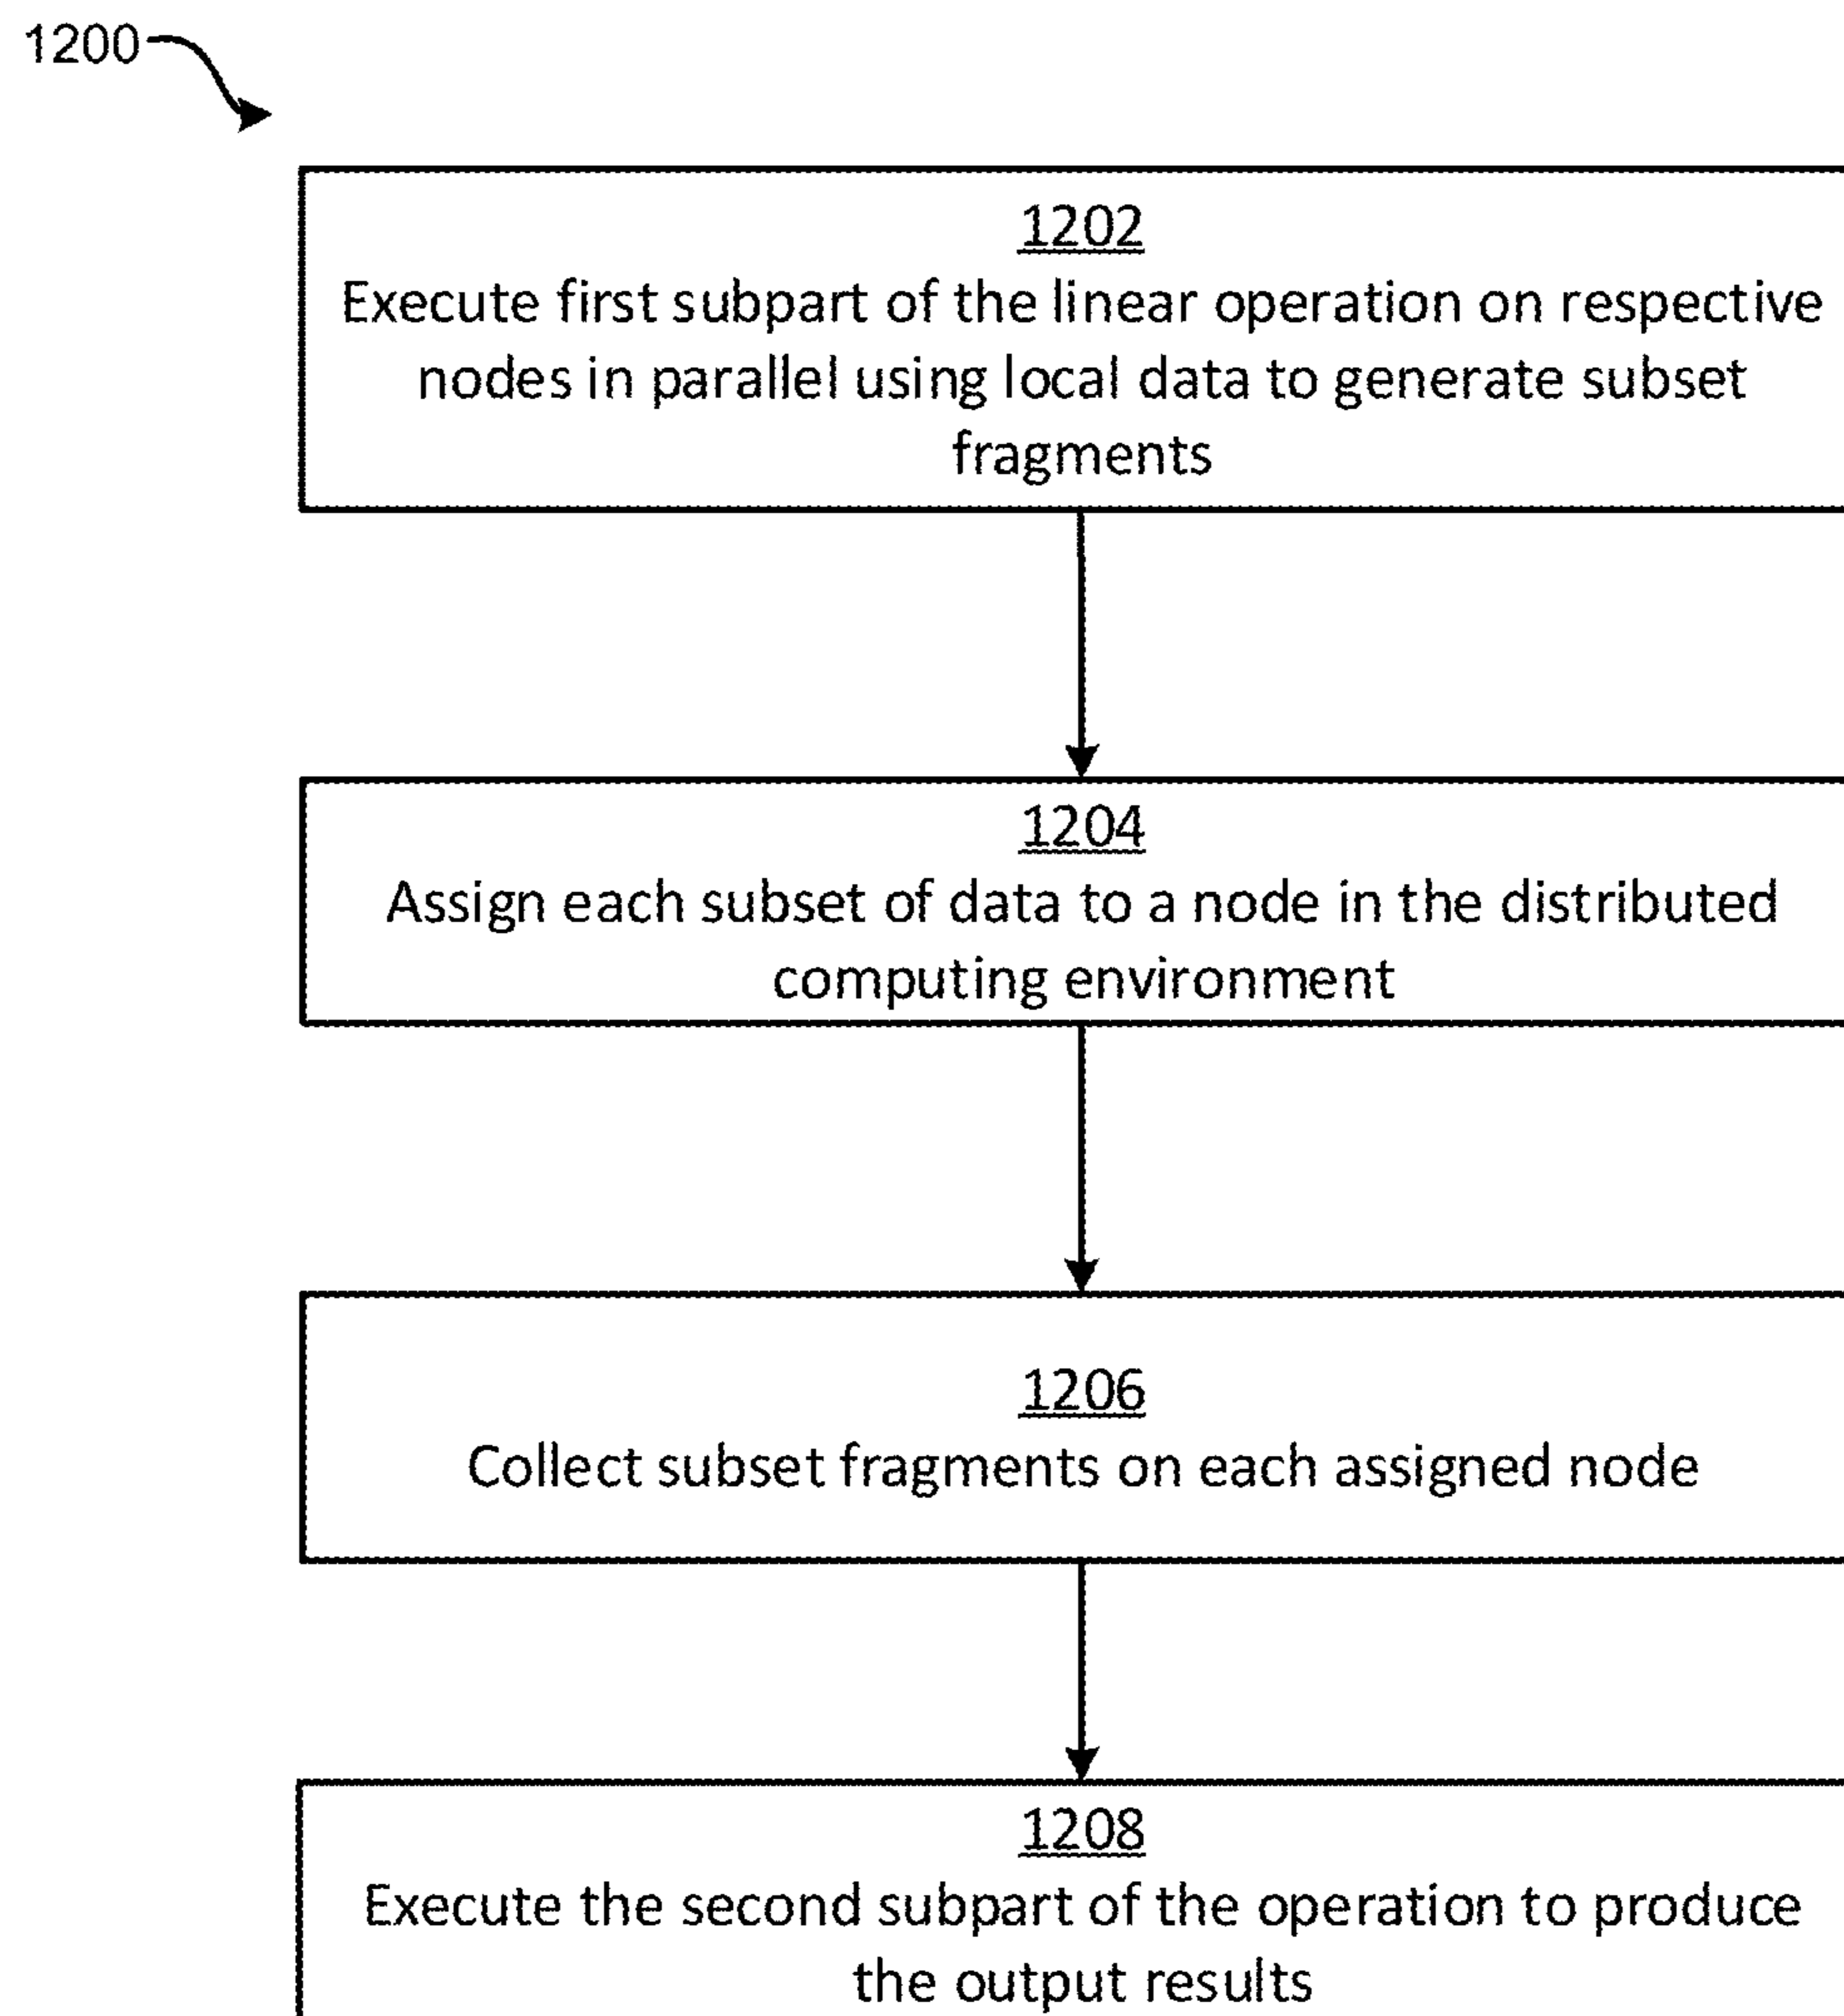 1200
1202
Execute first subpart of the linear operation on respective
nodes in parallel using local data to generate subset
fragments
1204
Assign each subset of data to a node in the distributed
computing environment
1206
Collect subset fragments on each assigned node
1208
Execute the second subpart of the operation to produce
the output results